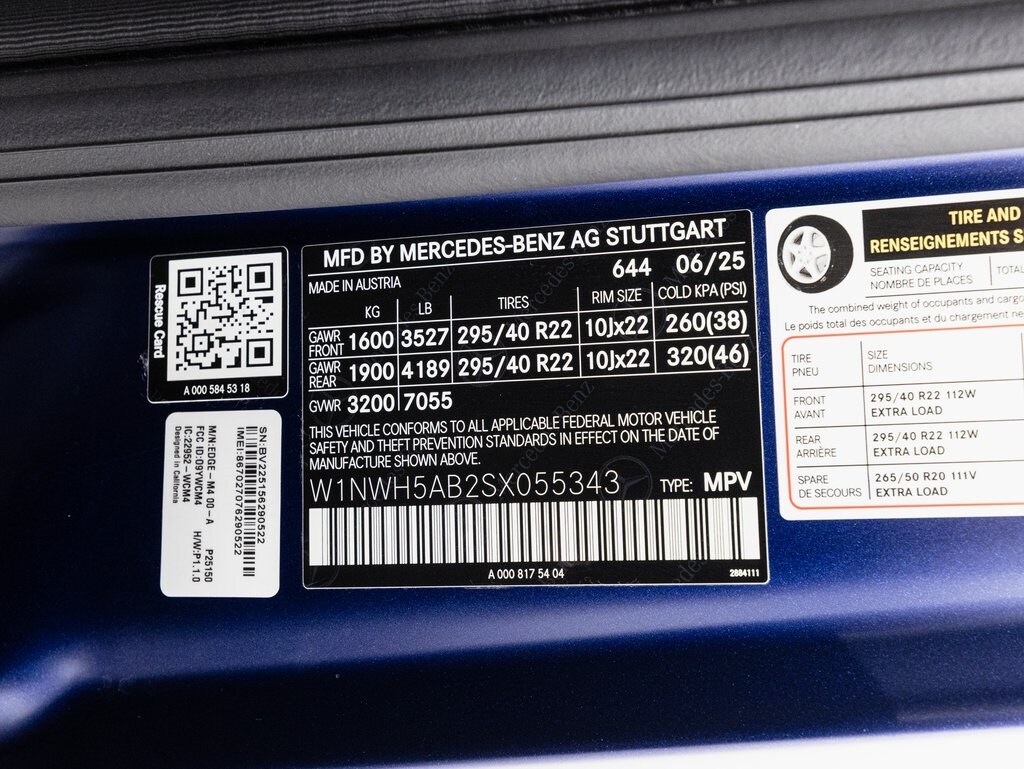 Rescue Card
A 000 584 53 18
SN:BV225156290522
IMEI:867027076290522
M/N:EDGE-M4 00-A P25150
FCC ID:O9YWCM4 H/W:P1.1.0
IC:22952-WCM4
Designed in California
MFD BY MERCEDES-BENZ AG STUTTGART
MADE IN AUSTRIA 644 06/25
KG LB TIRES RIM SIZE COLD KPA (PSI)
GAWR FRONT 1600 3527 295/40 R22 10Jx22 260(38)
GAWR REAR 1900 4189 295/40 R22 10Jx22 320(46)
GVWR 3200 7055
THIS VEHICLE CONFORMS TO ALL APPLICABLE FEDERAL MOTOR VEHICLE
SAFETY AND THEFT PREVENTION STANDARDS IN EFFECT ON THE DATE OF
MANUFACTURE SHOWN ABOVE.
W1NWH5AB2SX055343 TYPE: MPV
A 000 817 54 04 2884111
TIRE AND
RENSEIGNEMENTS S
SEATING CAPACITY TOTAL
NOMBRE DE PLACES
The combined weight of occupants and cargo
Le poids total des occupants et du chargement ne
TIRE SIZE
PNEU DIMENSIONS
FRONT 295/40 R22 112W
AVANT EXTRA LOAD
REAR 295/40 R22 112W
ARRIÈRE EXTRA LOAD
SPARE 265/50 R20 111V
DE SECOURS EXTRA LOAD